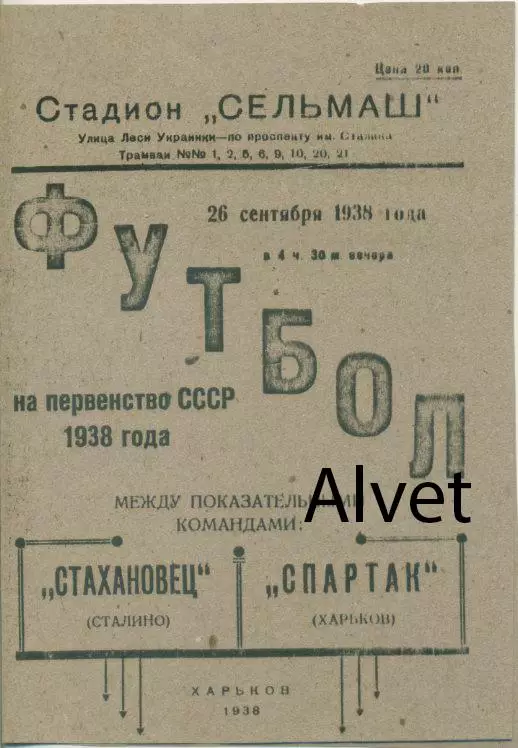 Цена 20 коп
Стадион „СЕЛЬМАШ"
Улица Леси Украинки—по проспекту им. Сталина
Трамваи №№ 1, 2, 5, 6, 9, 10, 20, 21
26 сентября 1938 года
в 4 ч. 30 м вечера
ФУТБОЛ
на первенство СССР
1938 года
МЕЖДУ ПОКАЗАТЕЛЬНЫМИ
КОМАНДАМИ:
Alvet
„СТАХАНОВЕЦ" „СПАРТАК"
(СТАЛИНО) (ХАРЬКОВ)
ХАРЬКОВ
1938